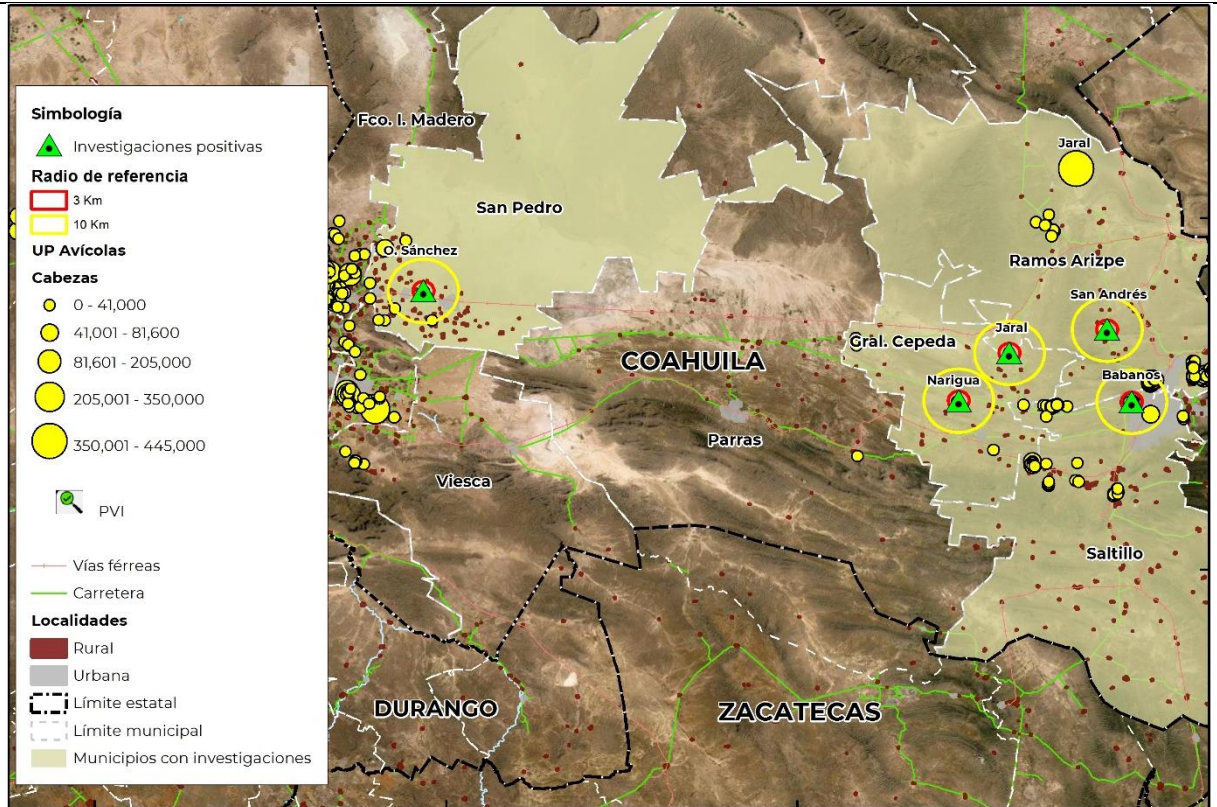 Simbología
Investigaciones positivas
Radio de referencia
3 Km
10 Km
UP Avícolas
Cabezas
0 - 41,000
41,001 - 81,600
81,601 - 205,000
205,001 - 350,000
350,001 - 445,000
PVI
Vías férreas
Carretera
Localidades
Rural
Urbana
Límite estatal
Límite municipal
Municipios con investigaciones
Fco. I. Madero
San Pedro
O. Sánchez
Jaral
Ramos Arizpe
San Andrés
Jaral
Gral. Cepeda
COAHUILA
Narigua
Babanos
Parras
Viesca
Saltillo
DURANGO
ZACATECAS